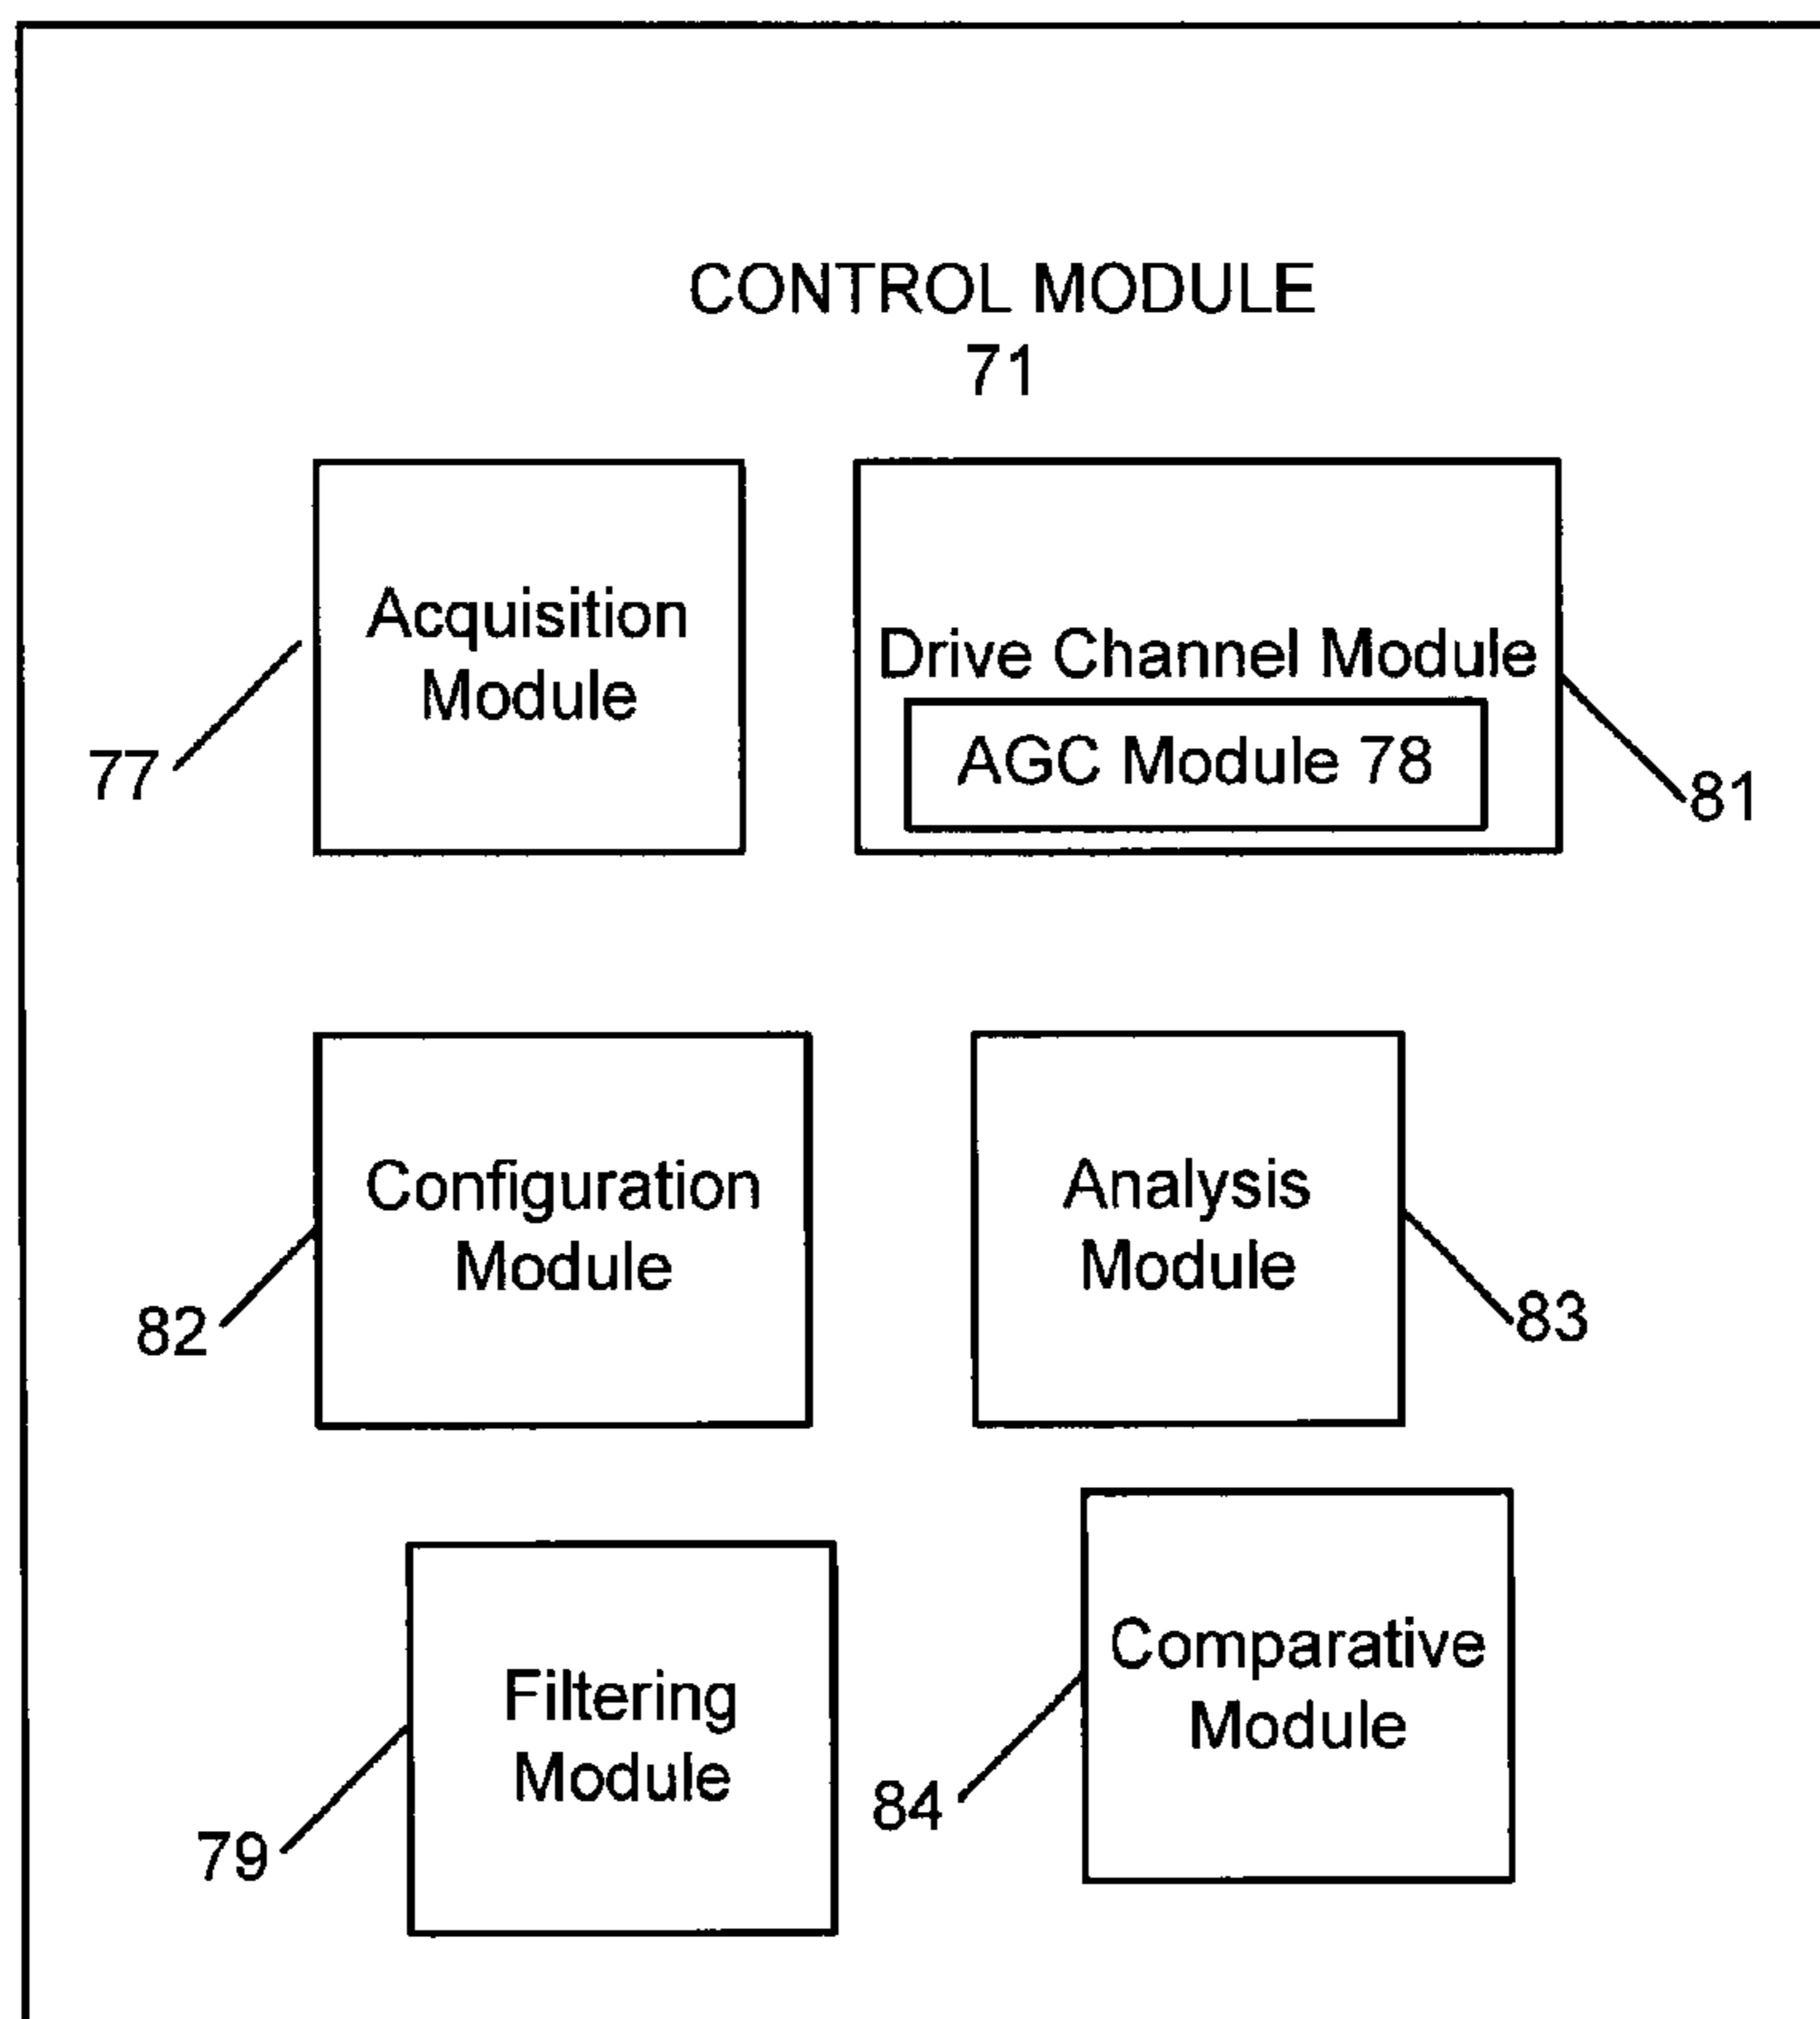 CONTROL MODULE
71
Acquisition
Module
77
Drive Channel Module
AGC Module 78
81
Configuration
Module
82
Analysis
Module
83
Filtering
Module
79
Comparative
Module
84